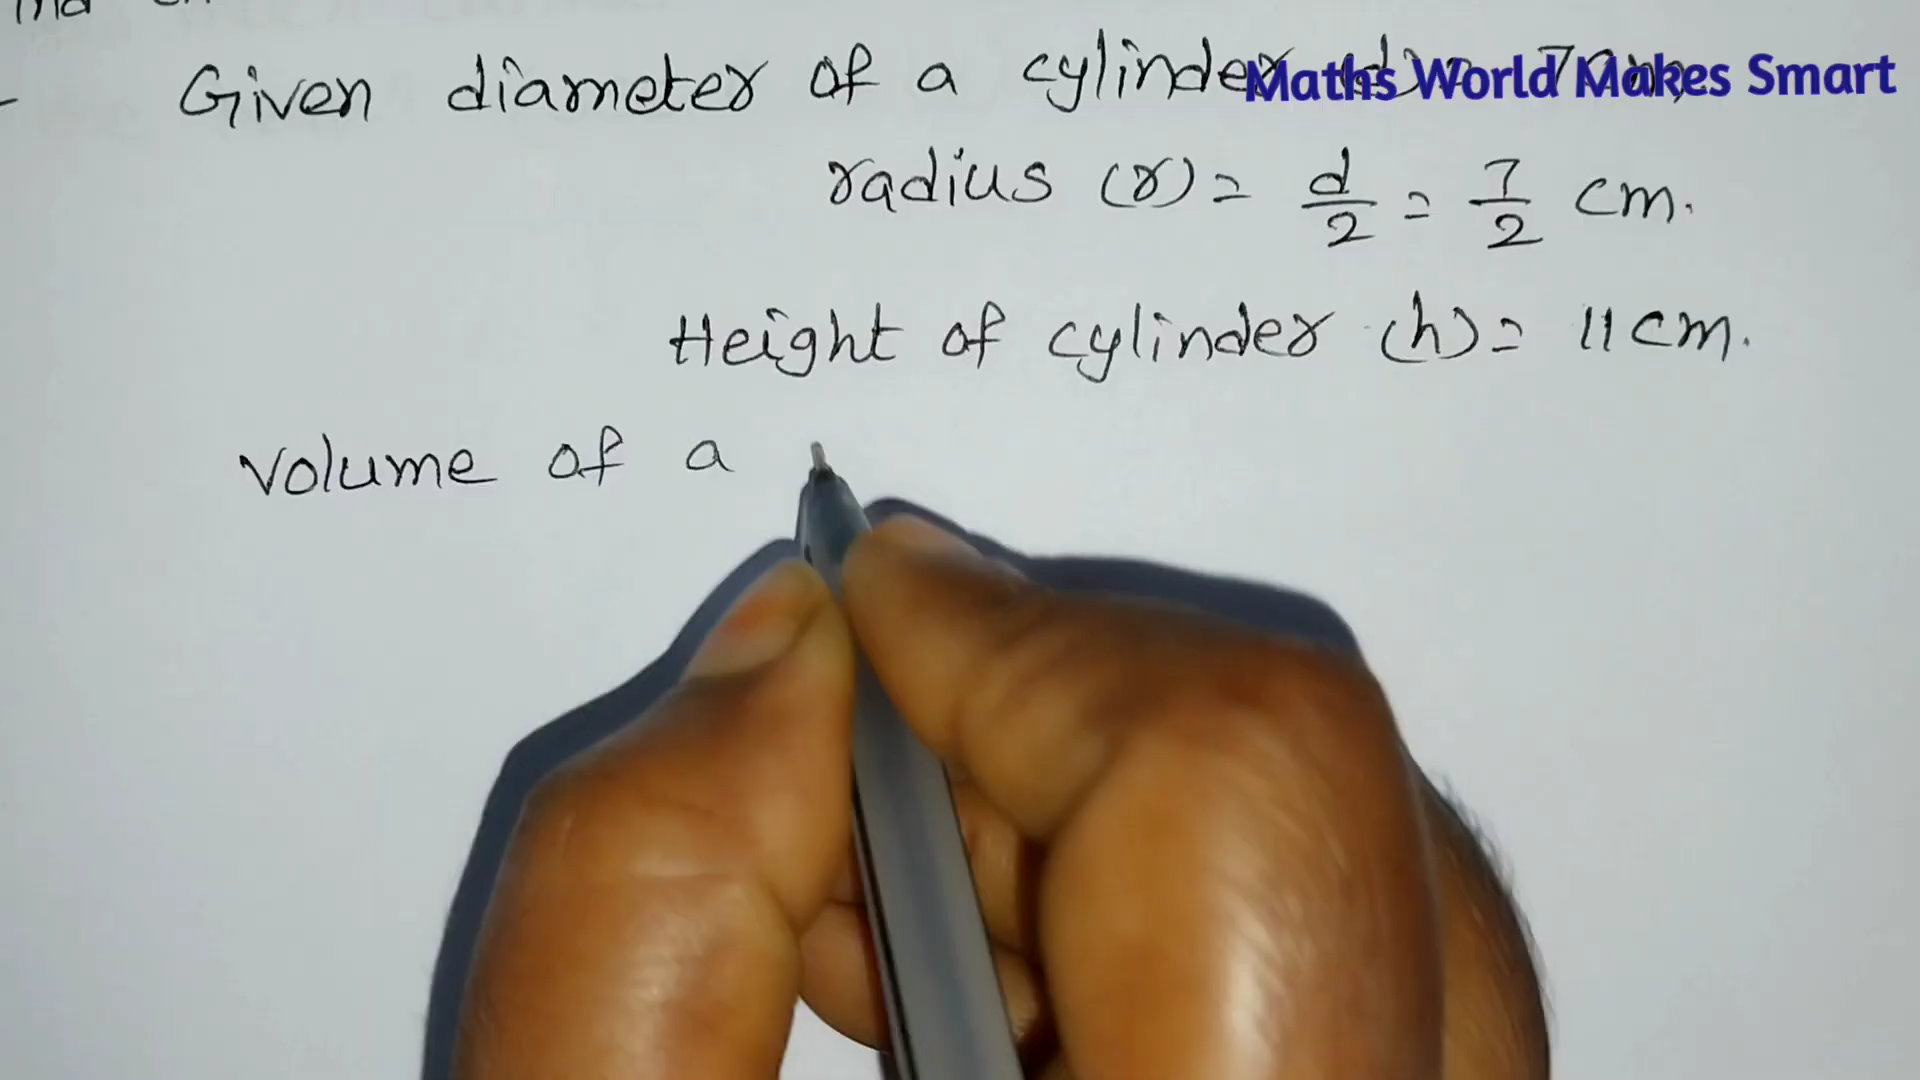 Given diameter of a cylinder d = 7cm.
Maths World Makes Smart
radius (r) = d/2 = 7/2 cm.
Height of cylinder (h) = 11cm.
Volume of a